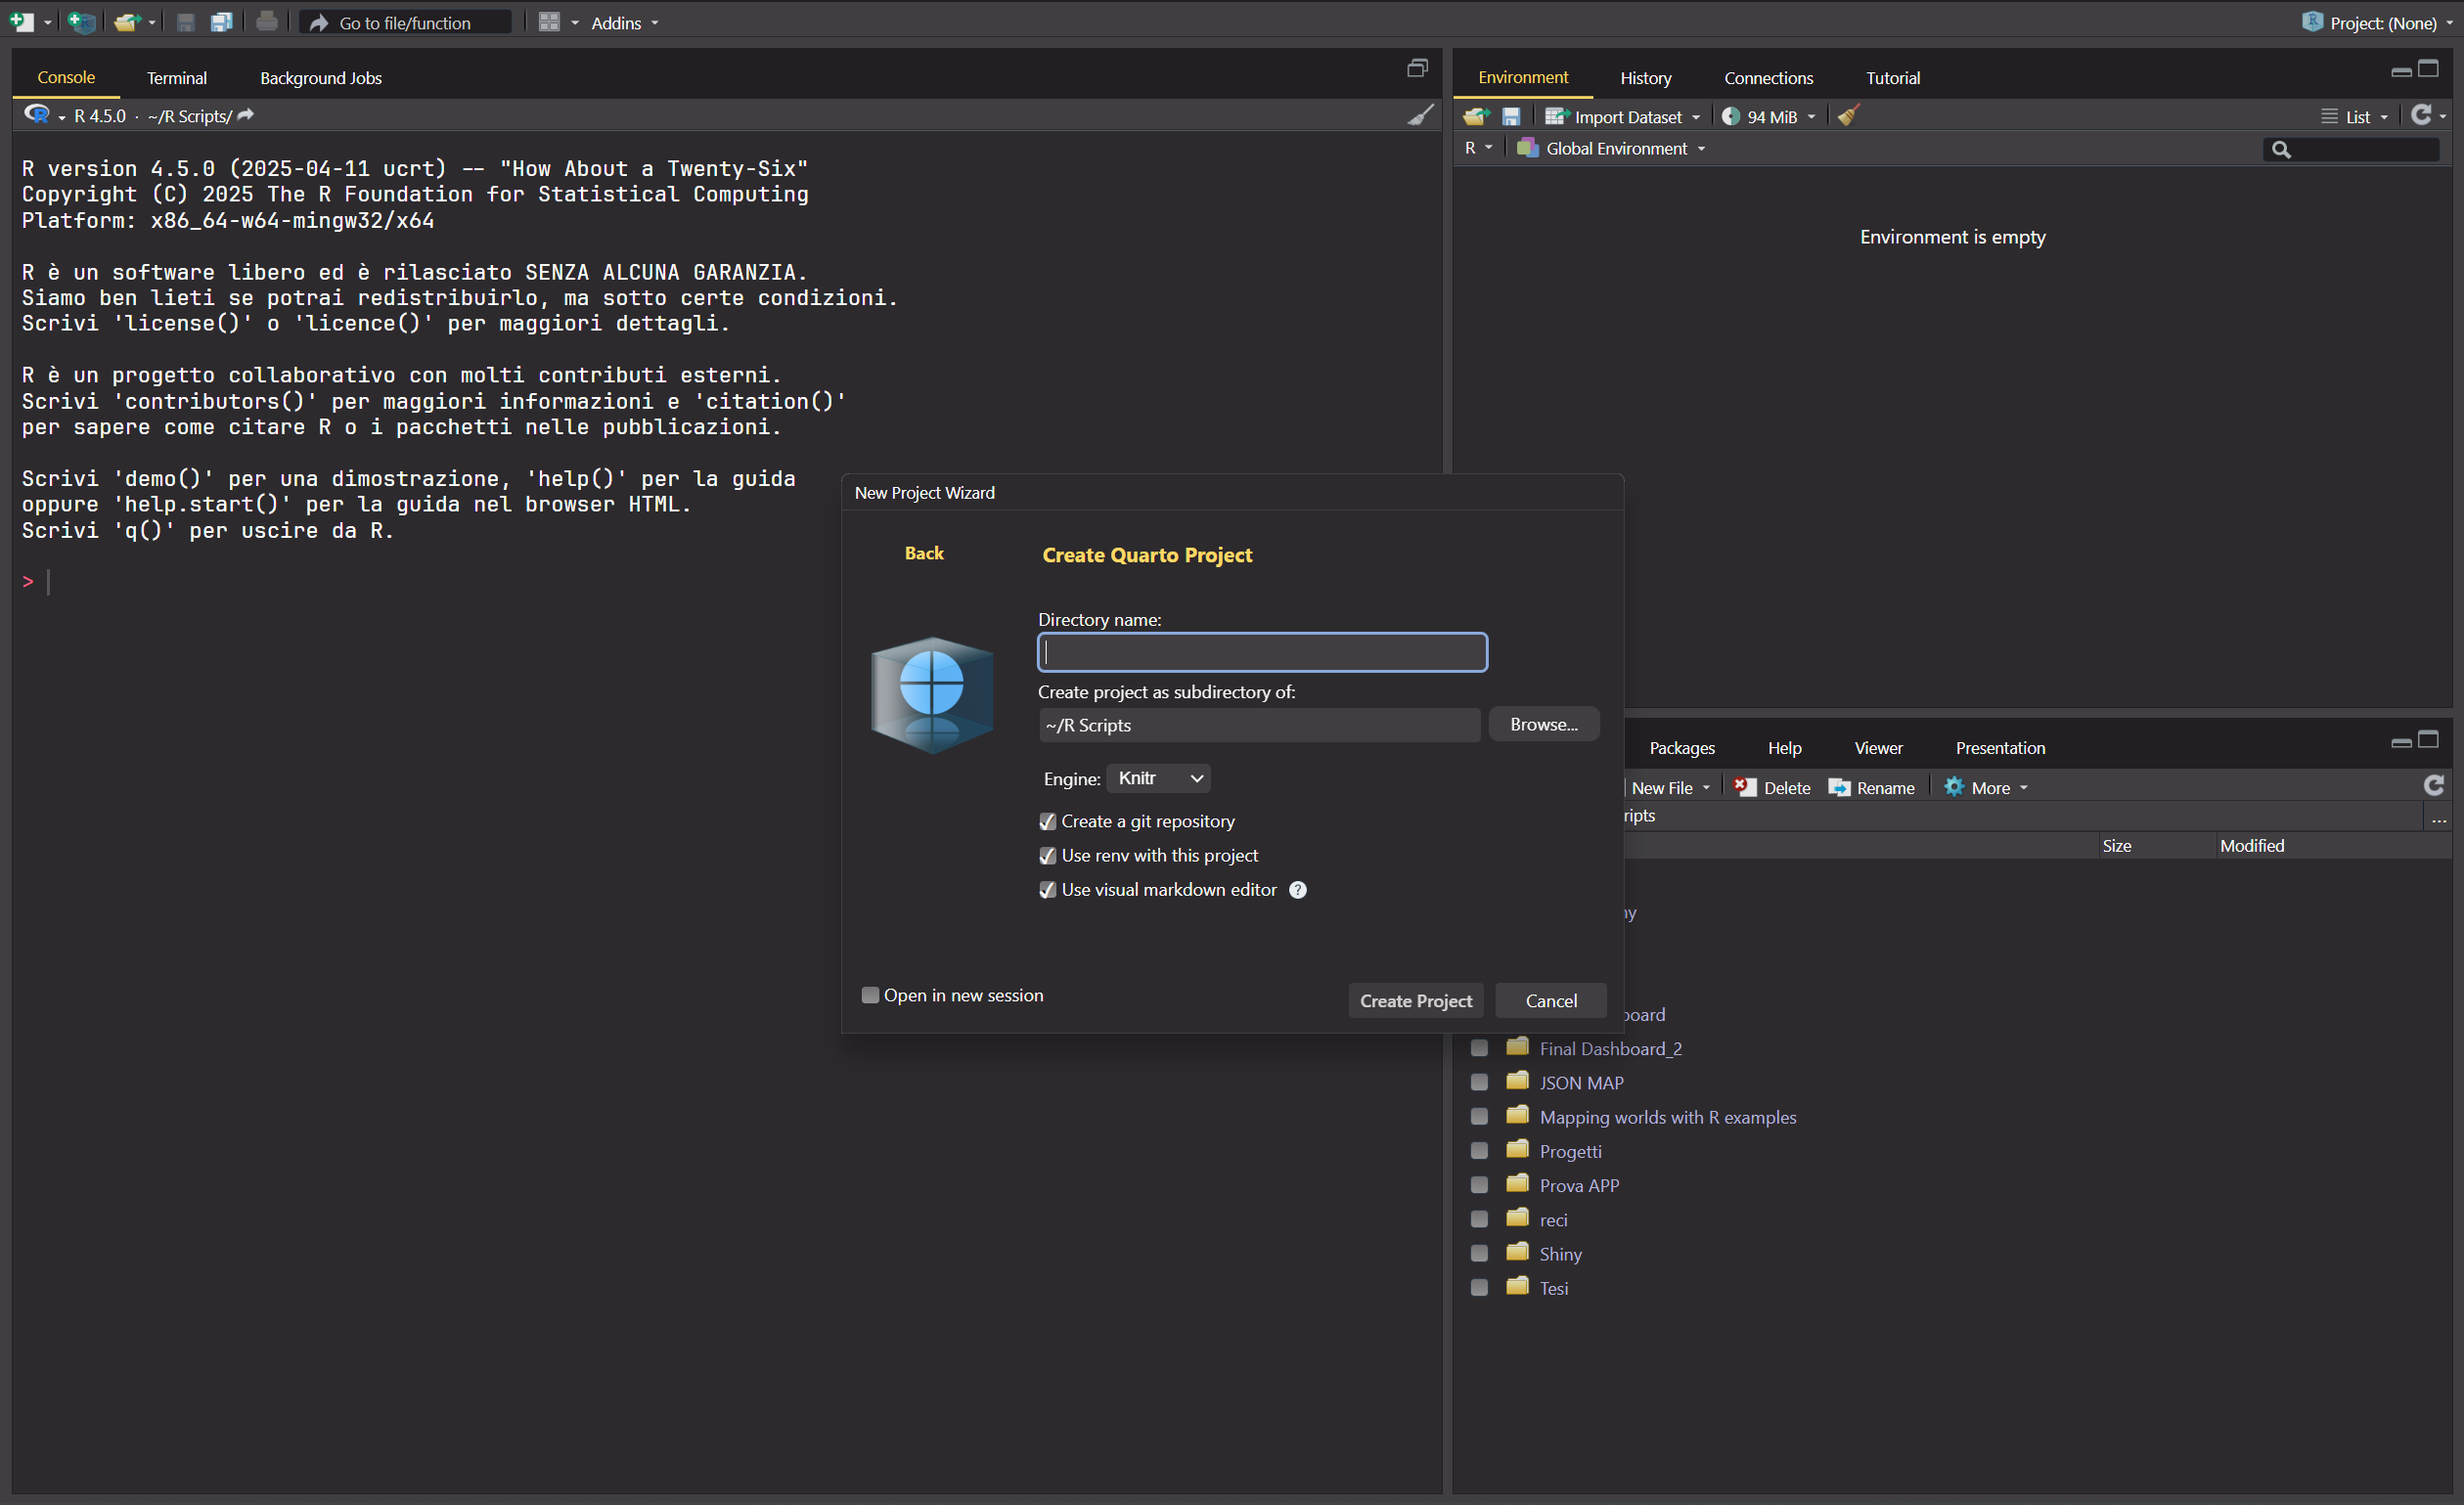 Go to file/function
Addins
Project: (None)
Console
Terminal
Background Jobs
R 4.5.0 · ~/R Scripts/
R version 4.5.0 (2025-04-11 ucrt) -- "How About a Twenty-Six"
Copyright (C) 2025 The R Foundation for Statistical Computing
Platform: x86_64-w64-mingw32/x64
R è un software libero ed è rilasciato SENZA ALCUNA GARANZIA.
Siamo ben lieti se potrai redistribuirlo, ma sotto certe condizioni.
Scrivi 'license()' o 'licence()' per maggiori dettagli.
R è un progetto collaborativo con molti contributi esterni.
Scrivi 'contributors()' per maggiori informazioni e 'citation()'
per sapere come citare R o i pacchetti nelle pubblicazioni.
Scrivi 'demo()' per una dimostrazione, 'help()' per la guida
oppure 'help.start()' per la guida nel browser HTML.
Scrivi 'q()' per uscire da R.
>
Environment
History
Connections
Tutorial
Import Dataset
94 MiB
List
R
Global Environment
Environment is empty
New Project Wizard
Back
Create Quarto Project
Directory name:
Create project as subdirectory of:
~/R Scripts
Browse...
Engine: Knitr
Create a git repository
Use renv with this project
Use visual markdown editor ?
Open in new session
Create Project
Cancel
Packages
Help
Viewer
Presentation
New File
Delete
Rename
More
ripts
...
Size
Modified
ny
board
Final Dashboard_2
JSON MAP
Mapping worlds with R examples
Progetti
Prova APP
reci
Shiny
Tesi